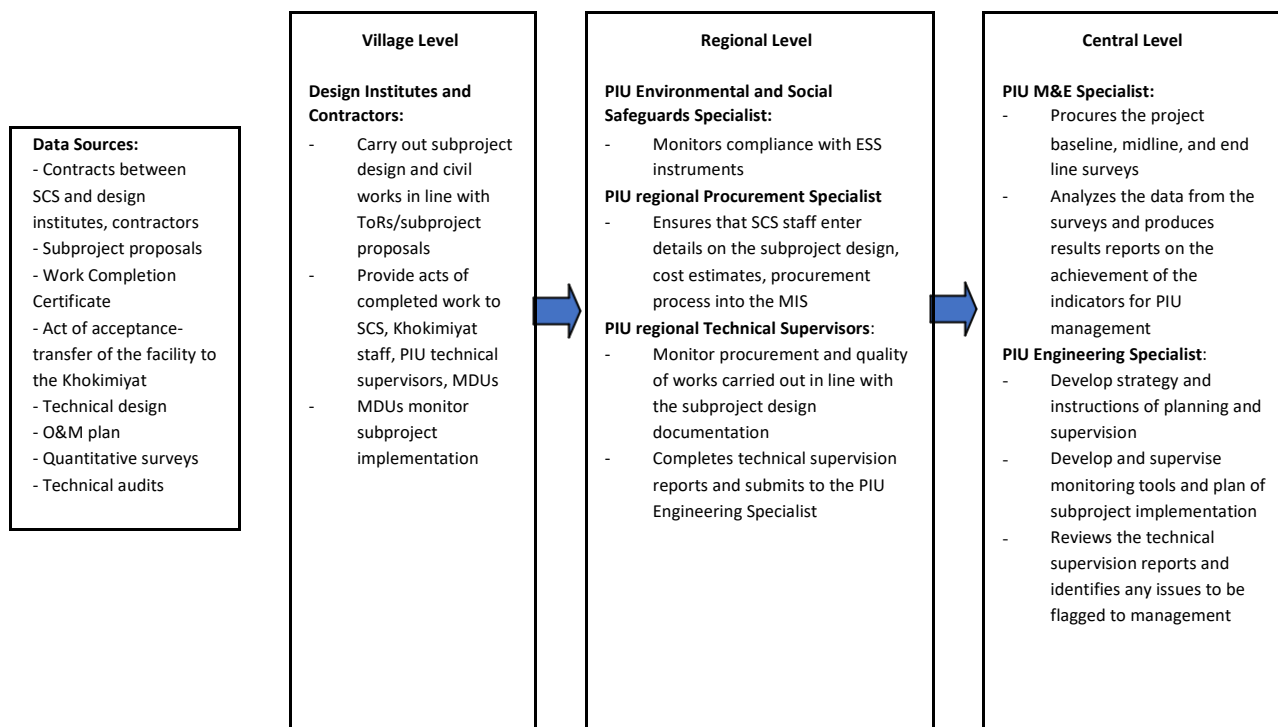 Data Sources:
- Contracts between
SCS and design
institutes, contractors
- Subproject proposals
- Work Completion
Certificate
- Act of acceptance-
transfer of the facility to
the Khokimiyat
- Technical design
- O&M plan
- Quantitative surveys
- Technical audits
Village Level
Design Institutes and
Contractors:
- Carry out subproject
design and civil
works in line with
ToRs/subproject
proposals
- Provide acts of
completed work to
SCS, Khokimiyat
staff, PIU technical
supervisors, MDUs
- MDUs monitor
subproject
implementation
Regional Level
PIU Environmental and Social
Safeguards Specialist:
- Monitors compliance with ESS
instruments
PIU regional Procurement Specialist
- Ensures that SCS staff enter
details on the subproject design,
cost estimates, procurement
process into the MIS
PIU regional Technical Supervisors:
- Monitor procurement and quality
of works carried out in line with
the subproject design
documentation
- Completes technical supervision
reports and submits to the PIU
Engineering Specialist
Central Level
PIU M&E Specialist:
- Procures the project
baseline, midline, and end
line surveys
- Analyzes the data from the
surveys and produces
results reports on the
achievement of the
indicators for PIU
management
PIU Engineering Specialist:
- Develop strategy and
instructions of planning and
supervision
- Develop and supervise
monitoring tools and plan of
subproject implementation
- Reviews the technical
supervision reports and
identifies any issues to be
flagged to management